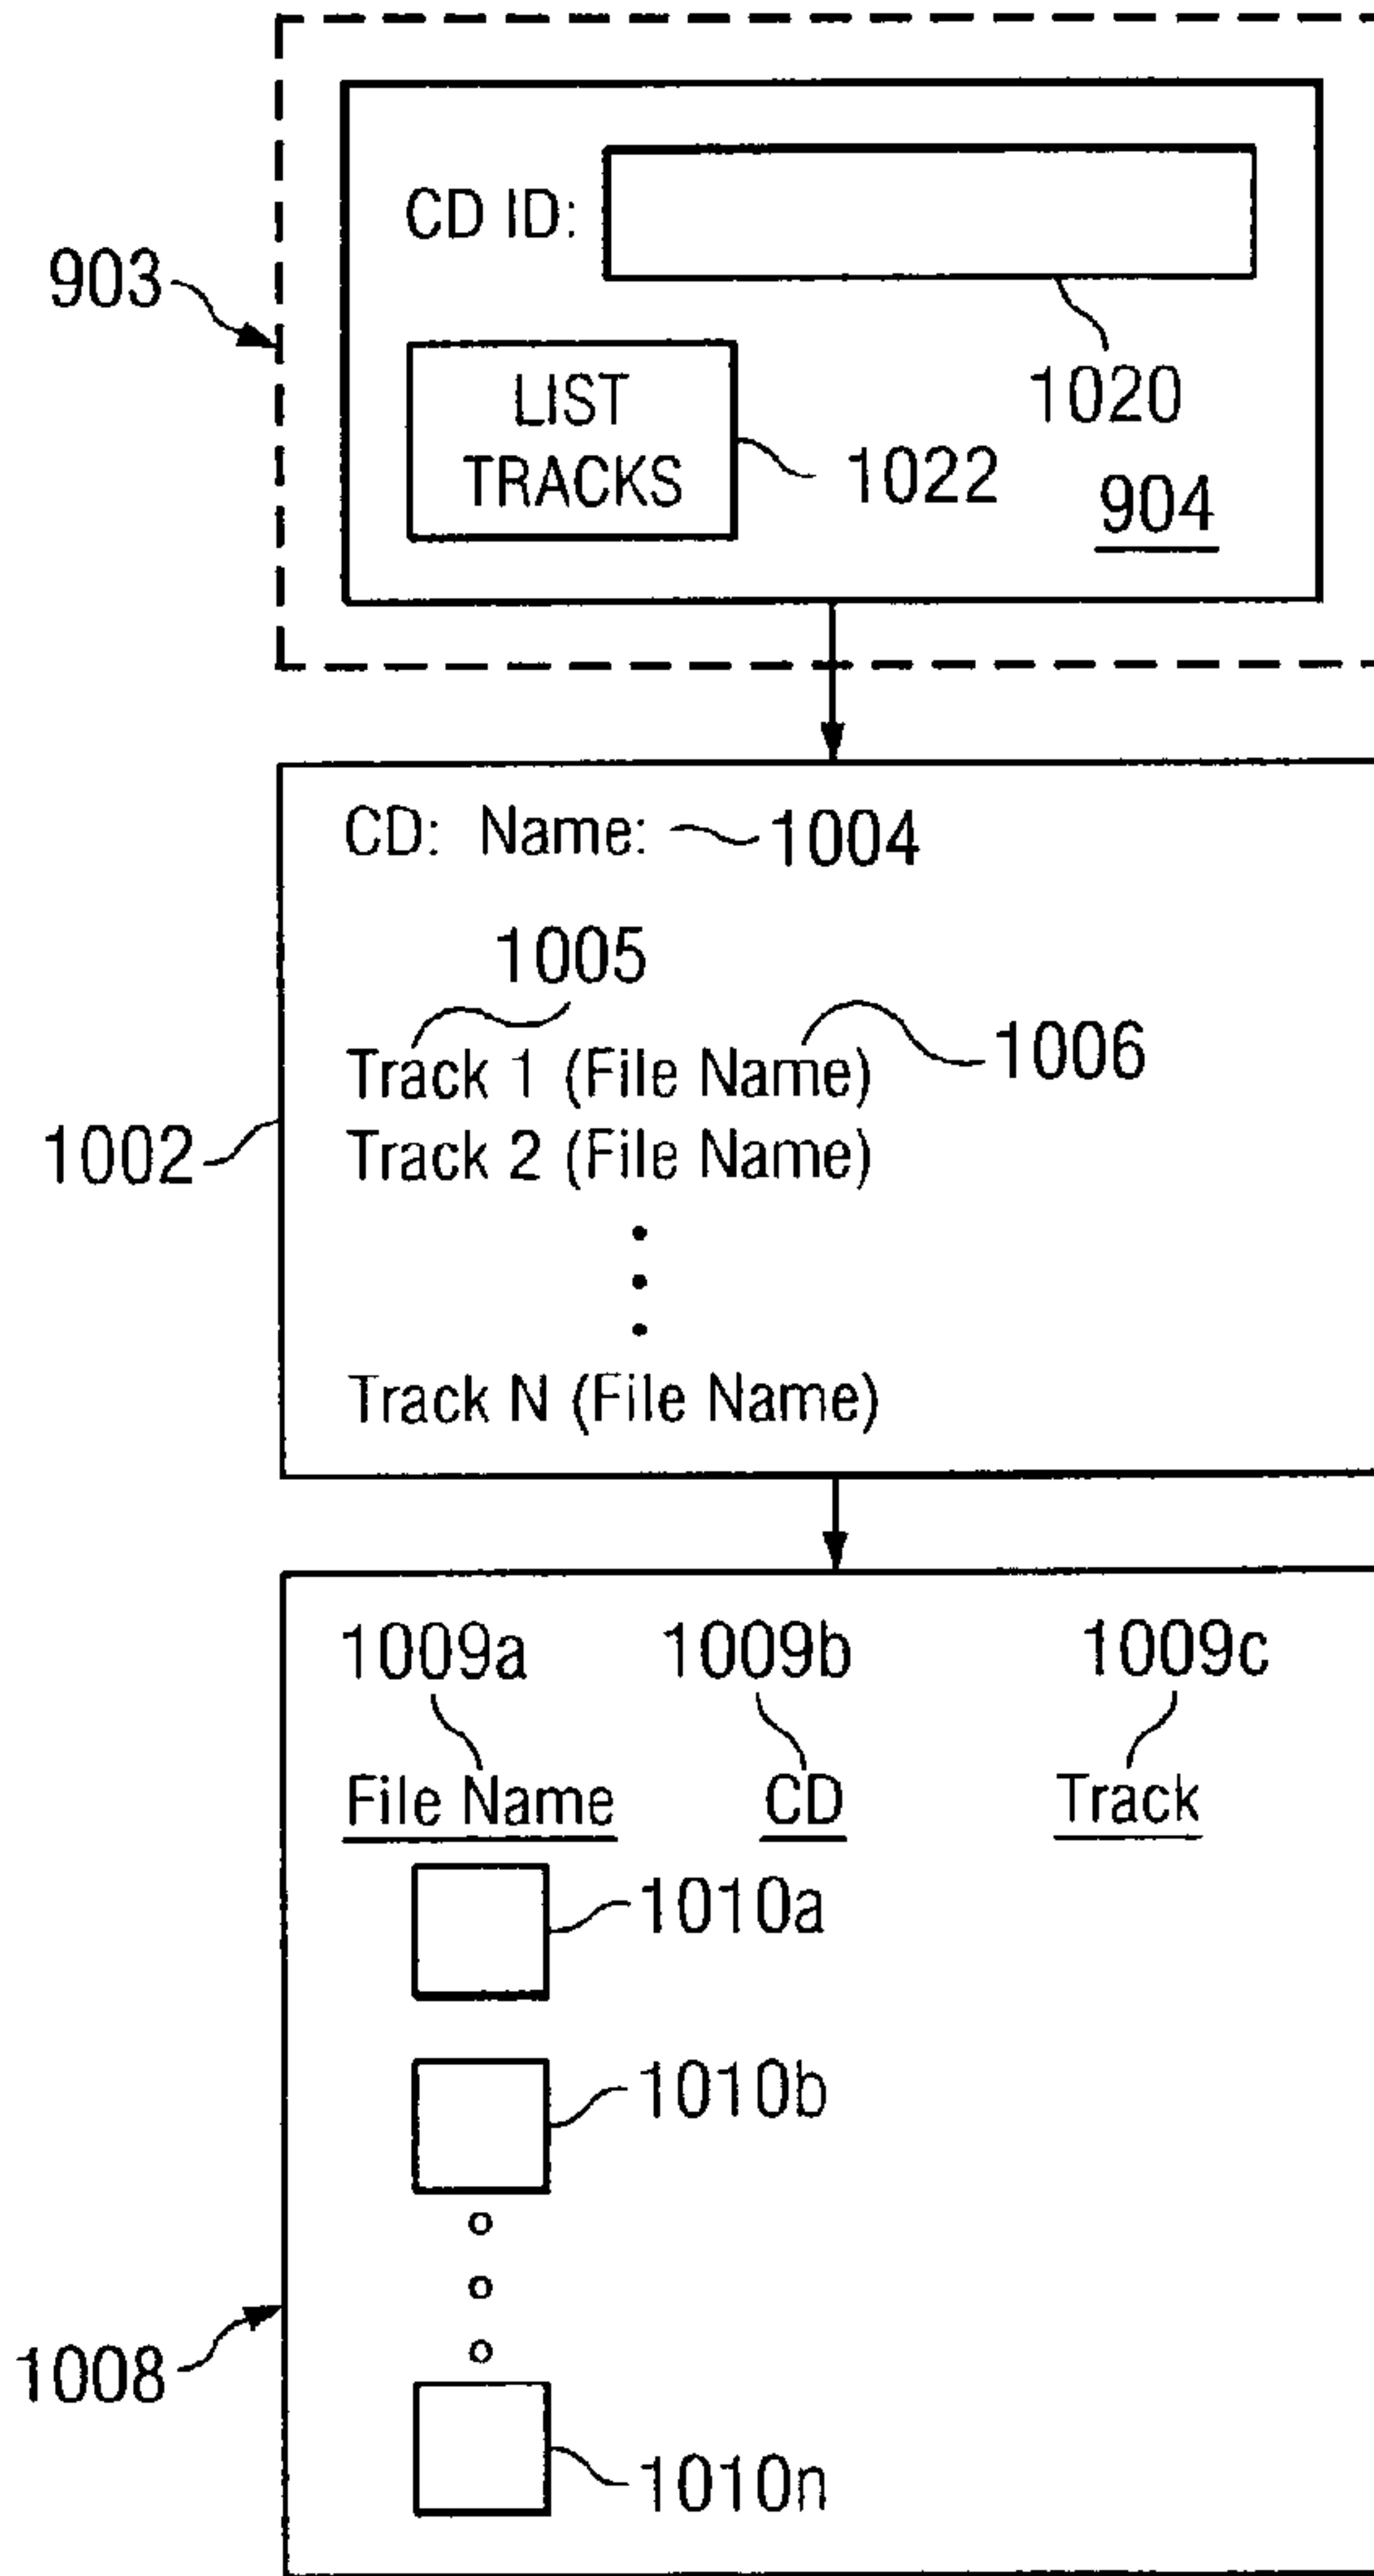 CD ID:
903
1020
LIST
TRACKS
1022
904
CD: Name: 1004
1005
Track 1 (File Name) 1006
1002
Track 2 (File Name)
Track N (File Name)
1009a 1009b 1009c
File Name CD Track
1010a
1010b
1008
1010n